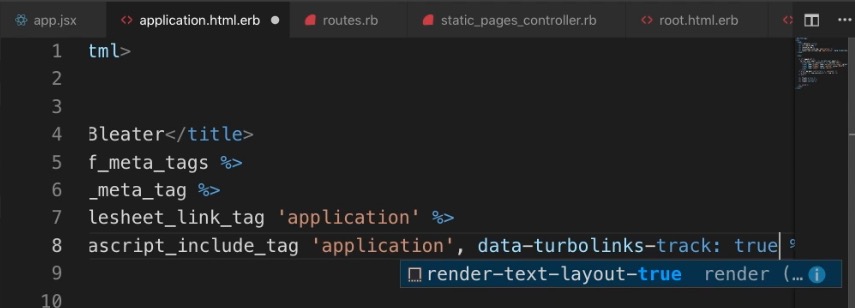 app.jsx
application.html.erb
routes.rb
static_pages_controller.rb
root.html.erb
1 tml>
2
3
4 Bleater</title>
5 f_meta_tags %>
6 _meta_tag %>
7 lesheet_link_tag 'application' %>
8 ascript_include_tag 'application', data-turbolinks-track: true %
9
render-text-layout-true render (…
10